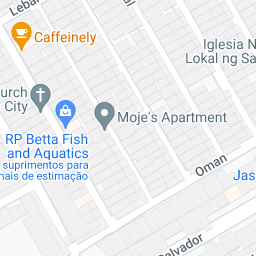 Leba
Caffeinely
Iglesia N
Lokal ng Sa
urch
City
Moje's Apartment
RP Betta Fish
and Aquatics
suprimentos para
nais de estimação
Oman
Jas
Salvador